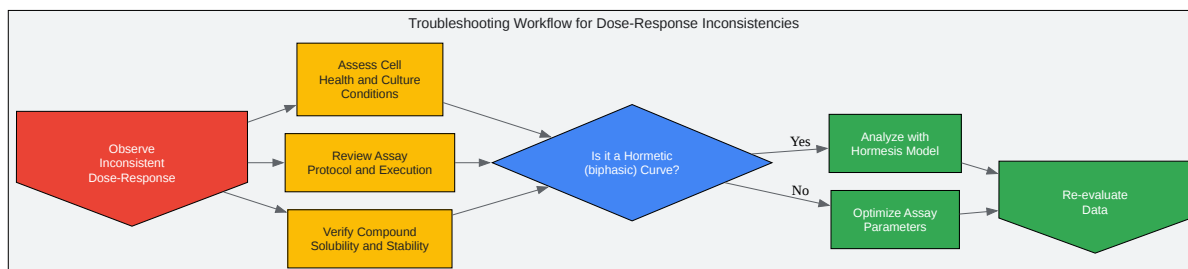 Troubleshooting Workflow for Dose-Response Inconsistencies
Observe
Inconsistent
Dose-Response
Assess Cell
Health and Culture
Conditions
Review Assay
Protocol and Execution
Verify Compound
Solubility and Stability
Is it a Hormetic
(biphasic) Curve?
Yes
No
Analyze with
Hormesis Model
Optimize Assay
Parameters
Re-evaluate
Data